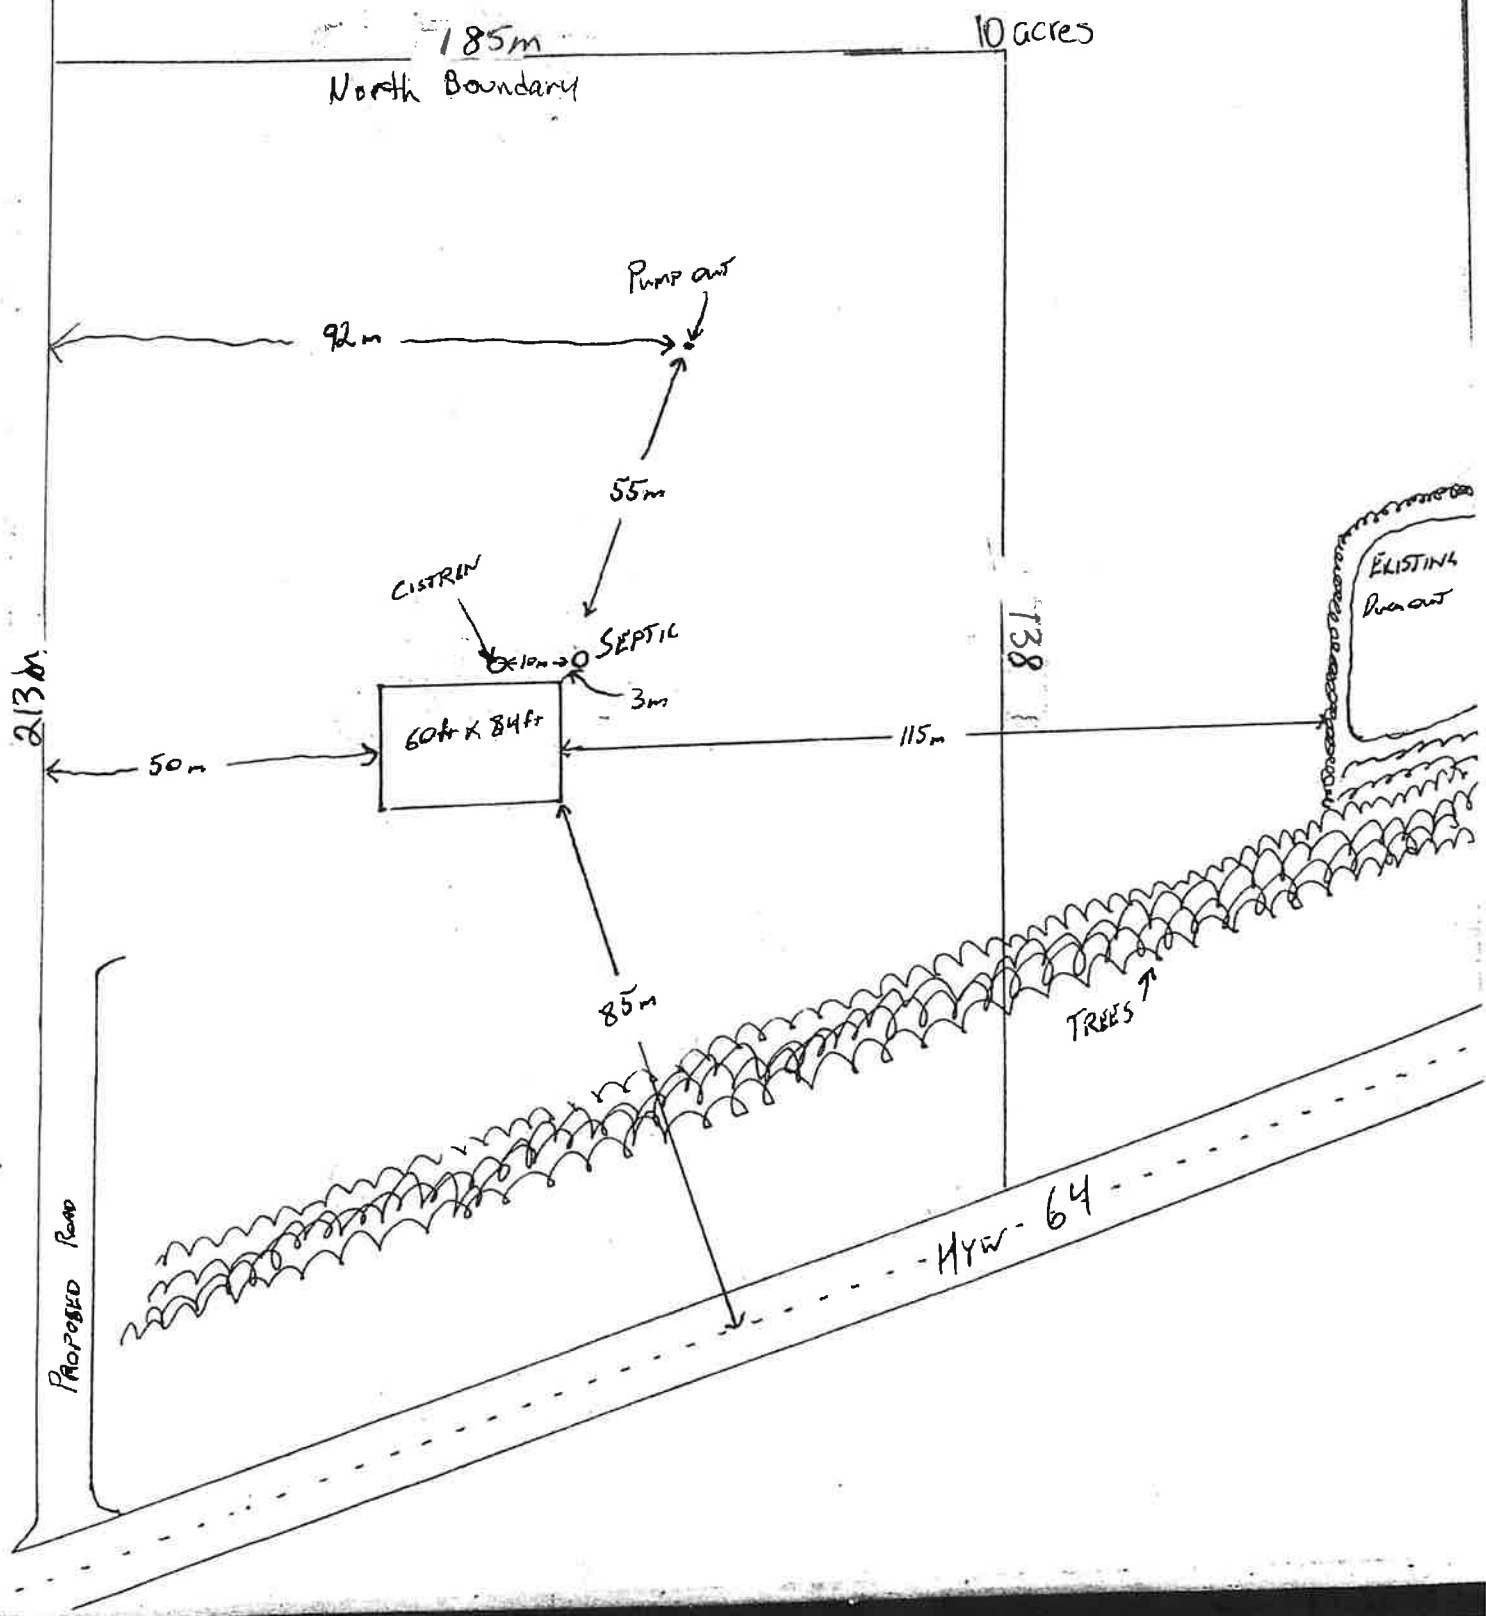 185m
10 acres
North Boundary
Pump out
92m
55m
CISTREN
EXISTING
Dugout
10m
SEPTIC
3m
60ft x 84ft
213m
138
115m
50m
85m
TREES
PROPOSED ROAD
Hyw- 64